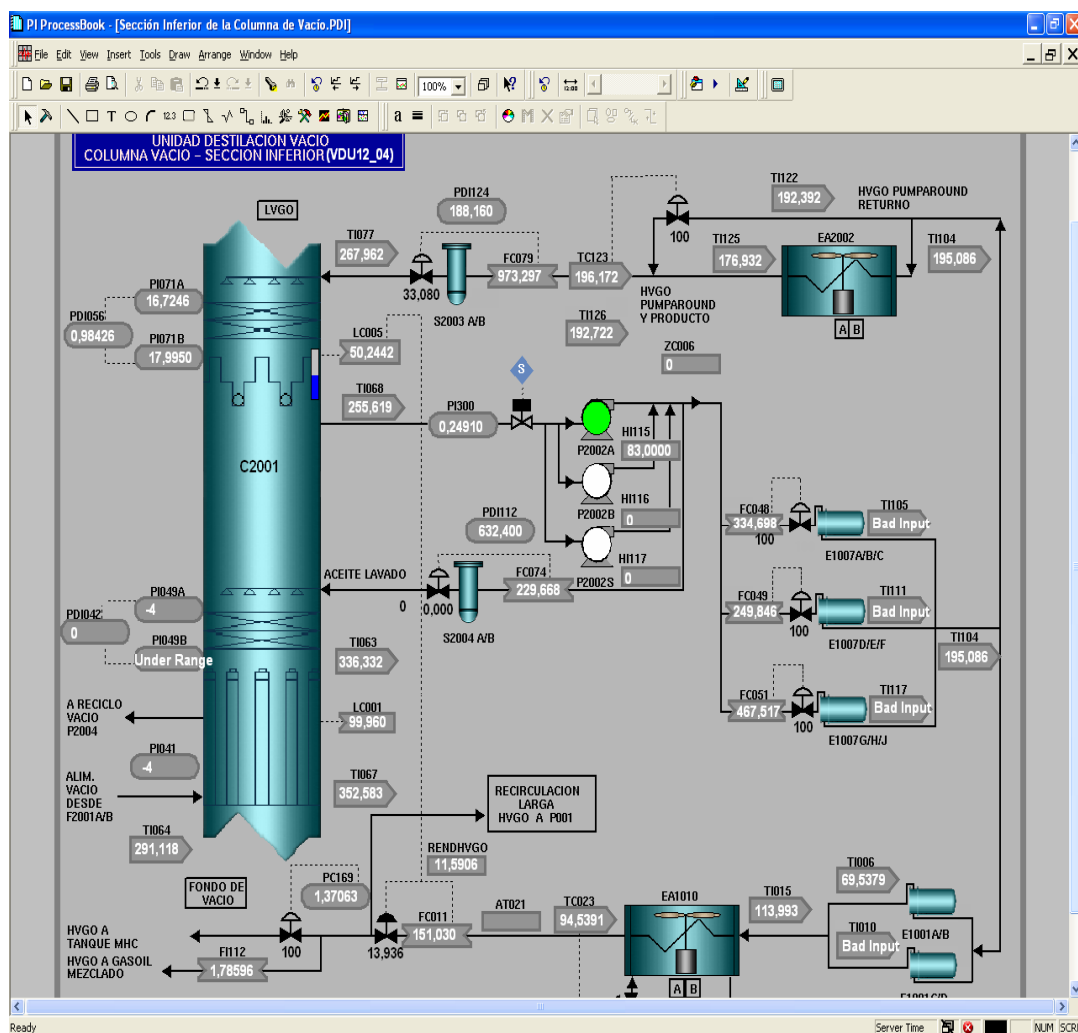 PI ProcessBook - [Sección Inferior de la Columna de Vacío.PDI]
File Edit View Insert Tools Draw Arrange Window Help
100%
UNIDAD DESTILACION VACIO
COLUMNA VACIO – SECCION INFERIOR (VDU12_04)
LVGO
PDI124
188,160
TI122
192,392
HVGO PUMPAROUND
RETURNO
100
TI077
267,962
FC079
973,297
TC123
196,172
TI125
176,932
EA2002
TI104
195,086
33,080
S2003 A/B
HVGO
PUMPAROUND
Y PRODUCTO
A B
PI071A
16,7246
PDI056
0,98426
PI071B
17,9950
LC005
50,2442
TI126
192,722
ZC006
0
S
TI068
255,619
PI300
0,24910
P2002A
HI115
83,0000
C2001
P2002B
HI116
0
P2002S
HI117
0
PDI112
632,400
FC048
334,698
100
TI105
Bad Input
E1007A/B/C
ACEITE LAVADO
0
0,000
FC074
229,668
S2004 A/B
PI049A
-4
PDI042
0
PI049B
Under Range
FC049
249,846
100
TI111
Bad Input
E1007D/E/F
TI104
195,086
TI063
336,332
A RECICLO
VACIO
P2004
LC001
99,960
FC051
467,517
100
TI117
Bad Input
E1007G/H/J
PI041
-4
ALIM.
VACIO
DESDE
F2001A/B
TI067
352,583
TI064
291,118
RECIRCULACION
LARGA
HVGO A P001
RENDHVGO
11,5906
FONDO DE
VACIO
PC169
1,37063
100
13,936
FC011
151,030
AT021
TC023
94,5391
EA1010
A B
TI015
113,993
TI006
69,5379
E1001A/B
TI010
Bad Input
E1001C/D
HVGO A
TANQUE MHC
HVGO A GASOIL
MEZCLADO
FI112
1,78596
Ready
Server Time
NUM
SCR